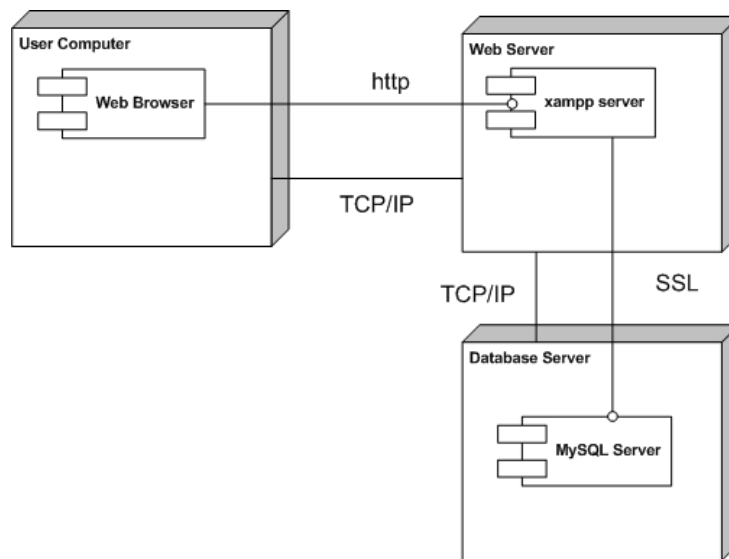 User Computer
Web Browser
http
TCP/IP
Web Server
xampp server
TCP/IP
SSL
Database Server
MySQL Server